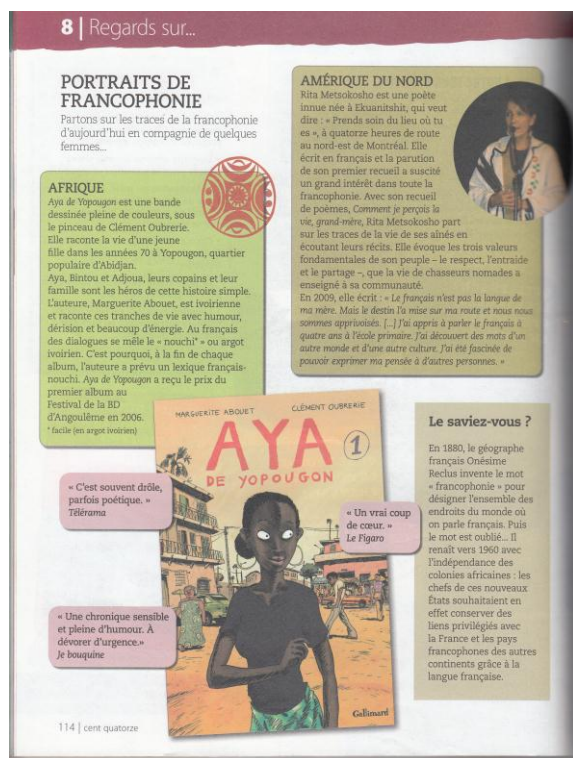 8 | Regards sur...
PORTRAITS DE
FRANCOPHONIE
Partons sur les traces de la francophonie
d'aujourd'hui en compagnie de quelques
femmes...
AFRIQUE
Aya de Yopougon est une bande
dessinée pleine de couleurs, sous
le pinceau de Clément Oubrerie.
Elle raconte la vie d'une jeune
fille dans les années 70 à Yopougon, quartier
populaire d'Abidjan.
Aya, Bintou et Adjoua, leurs copains et leur
famille sont les héros de cette histoire simple.
L'auteure, Marguerite Abouet, est ivoirienne
et raconte ces tranches de vie avec humour,
dérision et beaucoup d'énergie. Au français
des dialogues se mêle le « nouchi* » ou argot
ivoirien. C'est pourquoi, à la fin de chaque
album, l'auteure a prévu un lexique français-
nouchi. Aya de Yopougon a reçu le prix du
premier album au
Festival de la BD
d'Angoulême en 2006.
* facile (en argot ivoirien)
AMÉRIQUE DU NORD
Rita Metsokosho est une poète
innue née à Ekuanitshit, qui veut
dire : « Prends soin du lieu où tu
es », à quatorze heures de route
au nord-est de Montréal. Elle
écrit en français et la parution
de son premier recueil a suscité
un grand intérêt dans toute la
francophonie. Avec son recueil
de poèmes, Comment je perçois la
vie, grand-mère, Rita Metsokosho part
sur les traces de la vie de ses aînés en
écoutant leurs récits. Elle évoque les trois valeurs
fondamentales de son peuple – le respect, l'entraide
et le partage –, que la vie de chasseurs nomades a
enseigné à sa communauté.
En 2009, elle écrit : « Le français n'est pas la langue de
ma mère. Mais le destin l'a mise sur ma route et nous nous
sommes apprivoisés. [...] J'ai appris à parler le français à
quatre ans à l'école primaire. J'ai découvert des mots d'un
autre monde et d'une autre culture. J'ai été fascinée de
pouvoir exprimer ma pensée à d'autres personnes. »
MARGUERITE ABOUET
CLÉMENT OUBRERIE
AYA 1
DE YOPOUGON
Gallimard
« C'est souvent drôle,
parfois poétique. »
Télérama
« Un vrai coup
de cœur. »
Le Figaro
« Une chronique sensible
et pleine d'humour. À
dévorer d'urgence.»
Je bouquine
Le saviez-vous ?
En 1880, le géographe
français Onésime
Reclus invente le mot
« francophonie » pour
désigner l'ensemble des
endroits du monde où
on parle français. Puis
le mot est oublié... Il
renaît vers 1960 avec
l'indépendance des
colonies africaines : les
chefs de ces nouveaux
États souhaitaient en
effet conserver des
liens privilégiés avec
la France et les pays
francophones des autres
continents grâce à la
langue française.
114 | cent quatorze